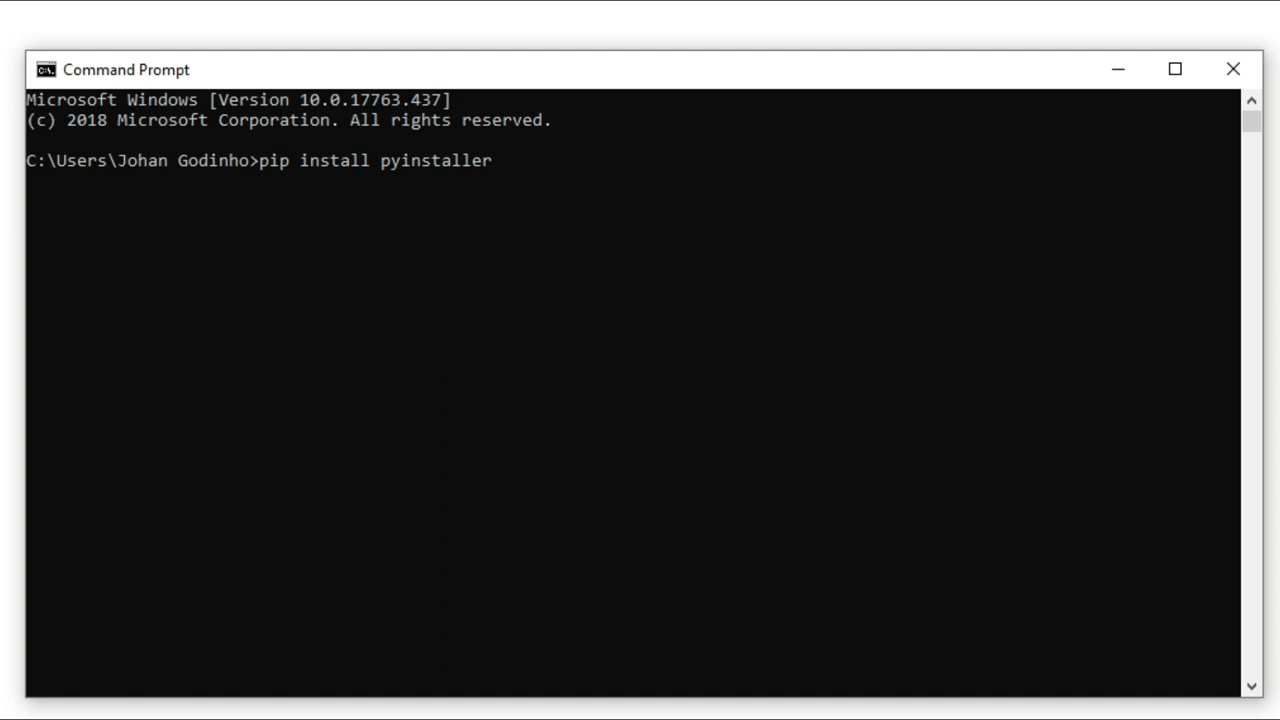 Command Prompt
Microsoft Windows [Version 10.0.17763.437]
(c) 2018 Microsoft Corporation. All rights reserved.
C:\Users\Johan Godinho>pip install pyinstaller